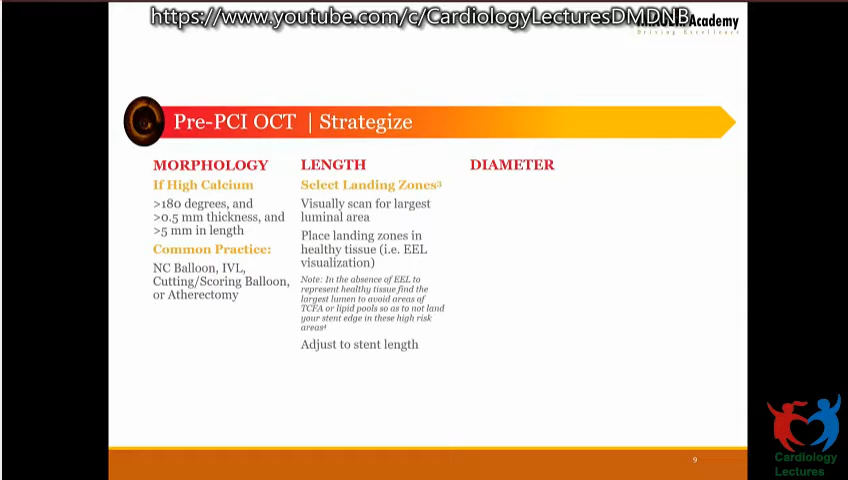 https://www.youtube.com/c/CardiologyLecturesDMDNB
Academy
Driving Excellence
Pre-PCI OCT | Strategize
MORPHOLOGY
If High Calcium
>180 degrees, and
>0.5 mm thickness, and
>5 mm in length
Common Practice:
NC Balloon, IVL,
Cutting/Scoring Balloon,
or Atherectomy
LENGTH
Select Landing Zones³
Visually scan for largest
luminal area
Place landing zones in
healthy tissue (i.e. EEL
visualization)
Note: In the absence of EEL to
represent healthy tissue find the
largest lumen to avoid areas of
TCFA or lipid pools so as to not land
your stent edge in these high risk
areas⁴
Adjust to stent length
DIAMETER
9
Cardiology
Lectures